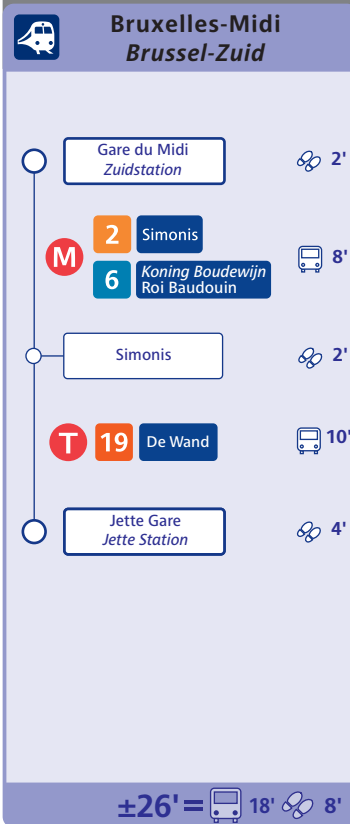 Bruxelles-Midi
Brussel-Zuid
Gare du Midi
Zuidstation
2'
M
2 Simonis
6 Koning Boudewijn
Roi Baudouin
8'
Simonis
2'
T 19 De Wand
10'
Jette Gare
Jette Station
4'
±26' = 18' 8'